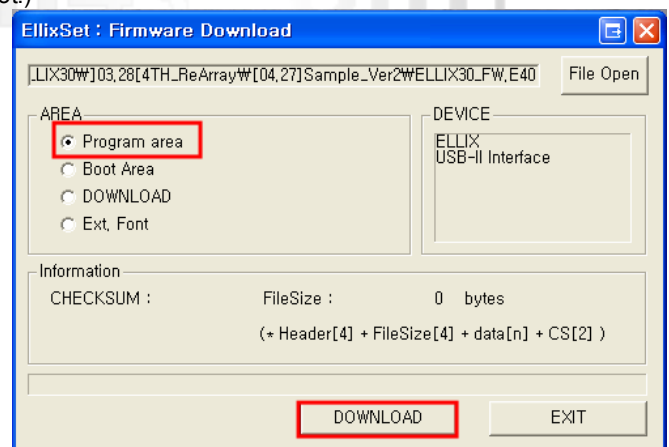 EllixSet : Firmware Download
.LIX30₩]03,28[4TH_ReArray₩[04,27]Sample_Ver2₩ELLIX30_FW,E40 File Open
AREA
Program area
Boot Area
DOWNLOAD
Ext, Font
DEVICE
ELLIX
USB-II Interface
Information
CHECKSUM : FileSize : 0 bytes
(* Header[4] + FileSize[4] + data[n] + CS[2] )
DOWNLOAD EXIT